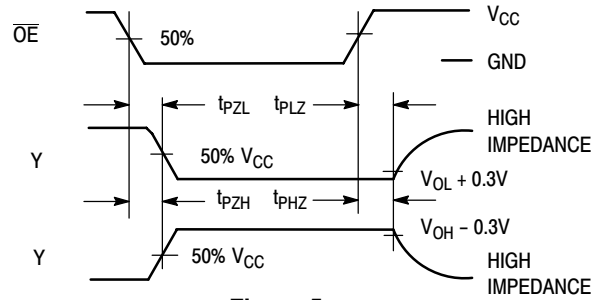 OE
50%
VCC
GND
tPZL
tPLZ
HIGH
IMPEDANCE
Y
50% VCC
VOL + 0.3V
tPZH
tPHZ
VOH − 0.3V
Y
50% VCC
HIGH
IMPEDANCE